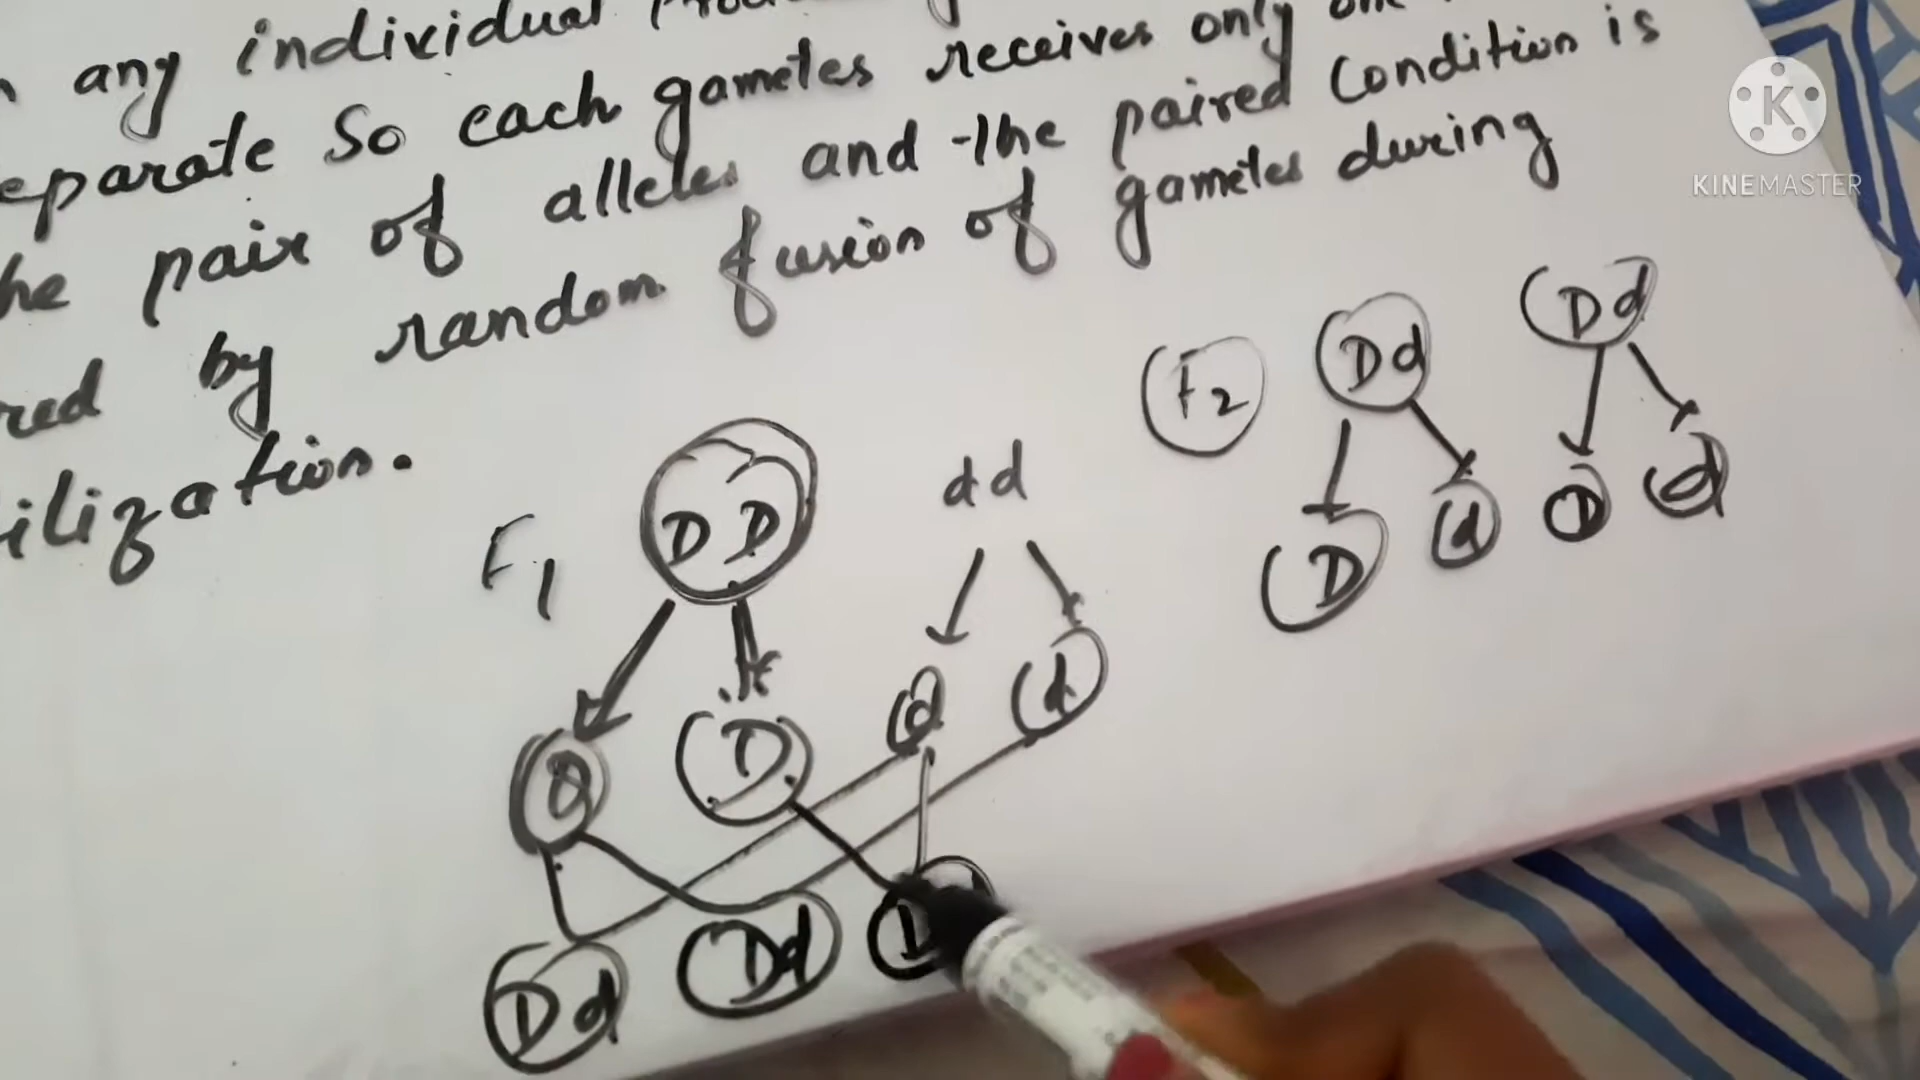 any individual
separate So each gametes receives only
the pair of alleles and the paired Condition is
by random fusion of gametes during
ilization.
KINEMASTER
K
F2 Dd Dd
D d D d
F1 DD dd
D D d d
Dd Dd D